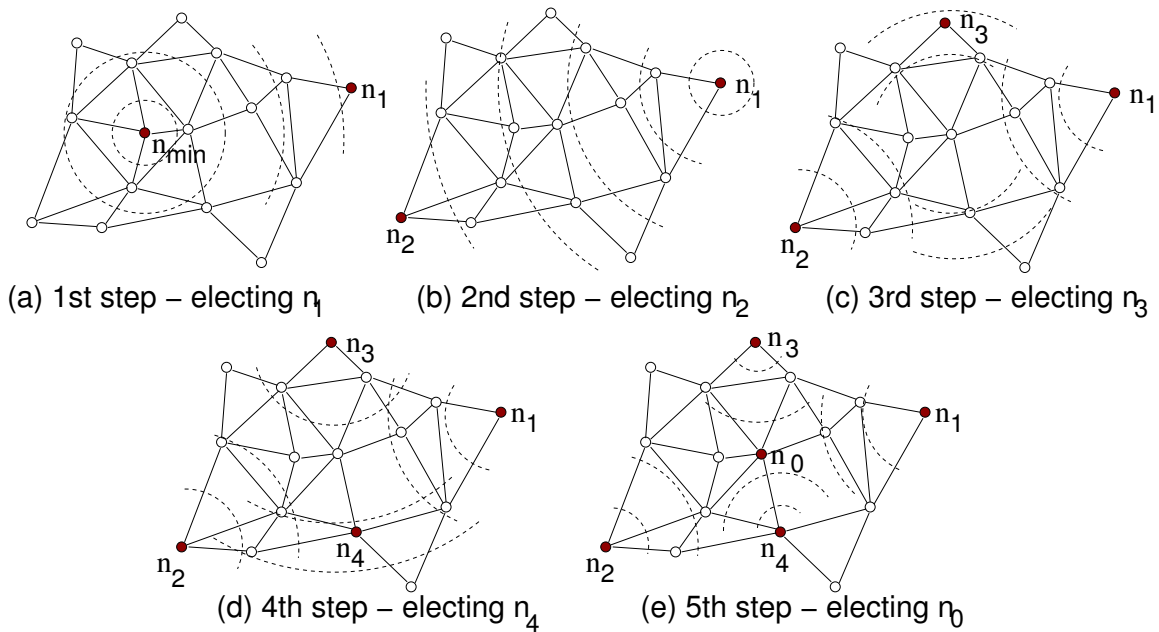 n1
nmin
(a) 1st step – electing n1
n1
n2
(b) 2nd step – electing n2
n3
n1
n2
(c) 3rd step – electing n3
n3
n1
n2
n4
(d) 4th step – electing n4
n3
n1
n0
n2
n4
(e) 5th step – electing n0